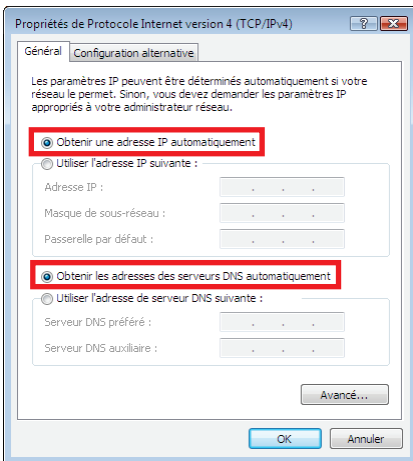 Propriétés de Protocole Internet version 4 (TCP/IPv4)
Général
Configuration alternative
Les paramètres IP peuvent être déterminés automatiquement si votre
réseau le permet. Sinon, vous devez demander les paramètres IP
appropriés à votre administrateur réseau.
Obtenir une adresse IP automatiquement
Utiliser l'adresse IP suivante :
Adresse IP :
Masque de sous-réseau :
Passerelle par défaut :
Obtenir les adresses des serveurs DNS automatiquement
Utiliser l'adresse de serveur DNS suivante :
Serveur DNS préféré :
Serveur DNS auxiliaire :
Avancé...
OK
Annuler